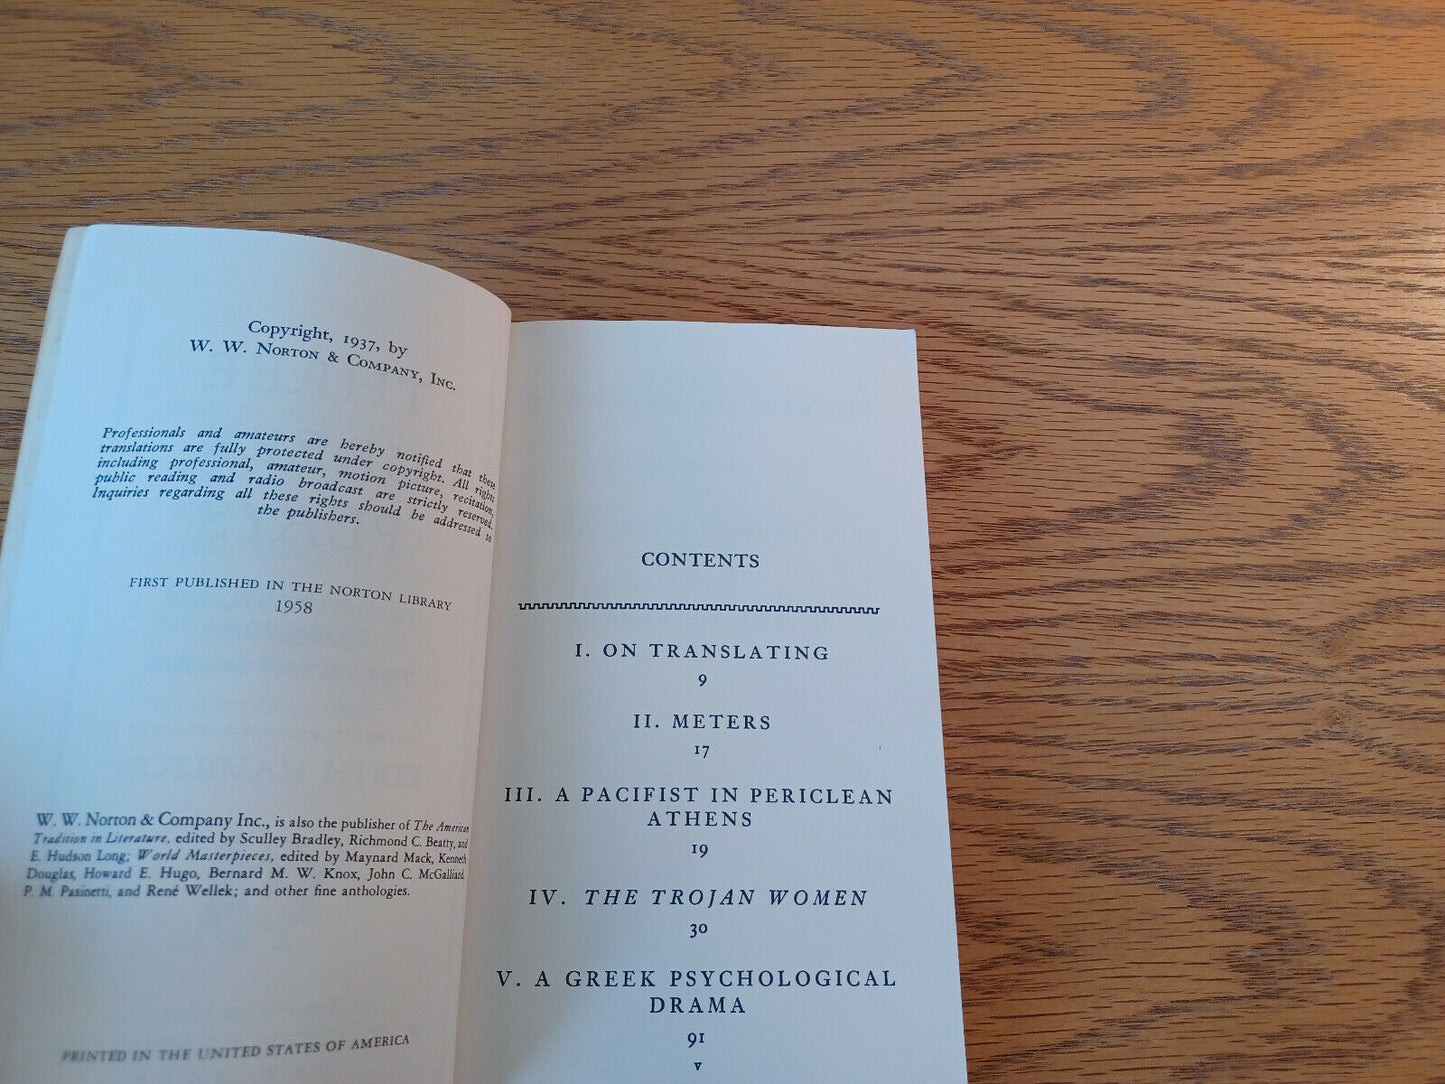 Copyright, 1937, by
W. W. Norton & Company, Inc.
Professionals and amateurs are hereby notified that these
translations are fully protected under copyright. All rights
including professional, amateur, motion picture, recitation,
public reading and radio broadcast are strictly reserved.
Inquiries regarding all these rights should be addressed to
the publishers.
FIRST PUBLISHED IN THE NORTON LIBRARY
1958
W. W. Norton & Company Inc., is also the publisher of The American
Tradition in Literature, edited by Sculley Bradley, Richmond C. Beatty, and
E. Hudson Long; World Masterpieces, edited by Maynard Mack, Kenneth
Douglas, Howard E. Hugo, Bernard M. W. Knox, John C. McGalliard,
P. M. Pasinetti, and René Wellek; and other fine anthologies.
PRINTED IN THE UNITED STATES OF AMERICA
CONTENTS
I. ON TRANSLATING
9
II. METERS
17
III. A PACIFIST IN PERICLEAN
ATHENS
19
IV. THE TROJAN WOMEN
30
V. A GREEK PSYCHOLOGICAL
DRAMA
91
v